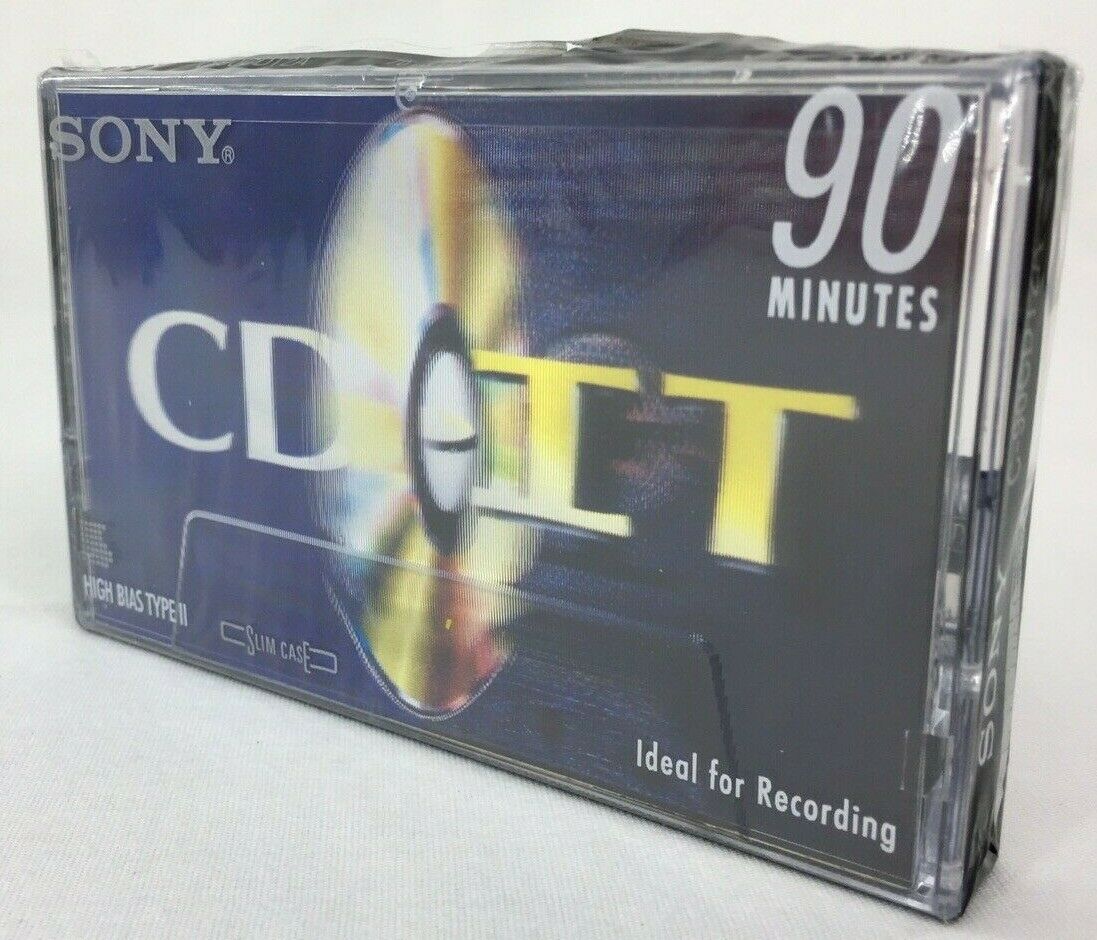 SONY®
90
MINUTES
CD IT
HIGH BIAS TYPE II
SLIM CASE
Ideal for Recording
SONY